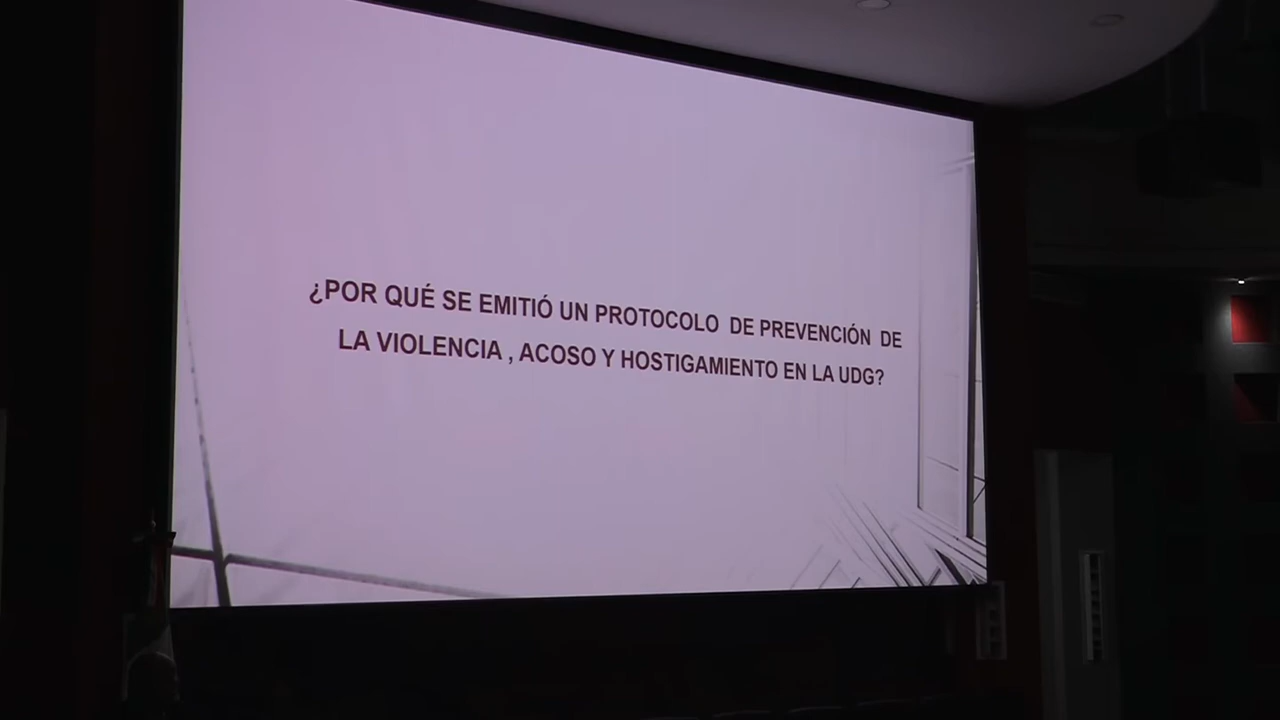 ¿POR QUÉ SE EMITIÓ UN PROTOCOLO DE PREVENCIÓN DE
LA VIOLENCIA , ACOSO Y HOSTIGAMIENTO EN LA UDG?